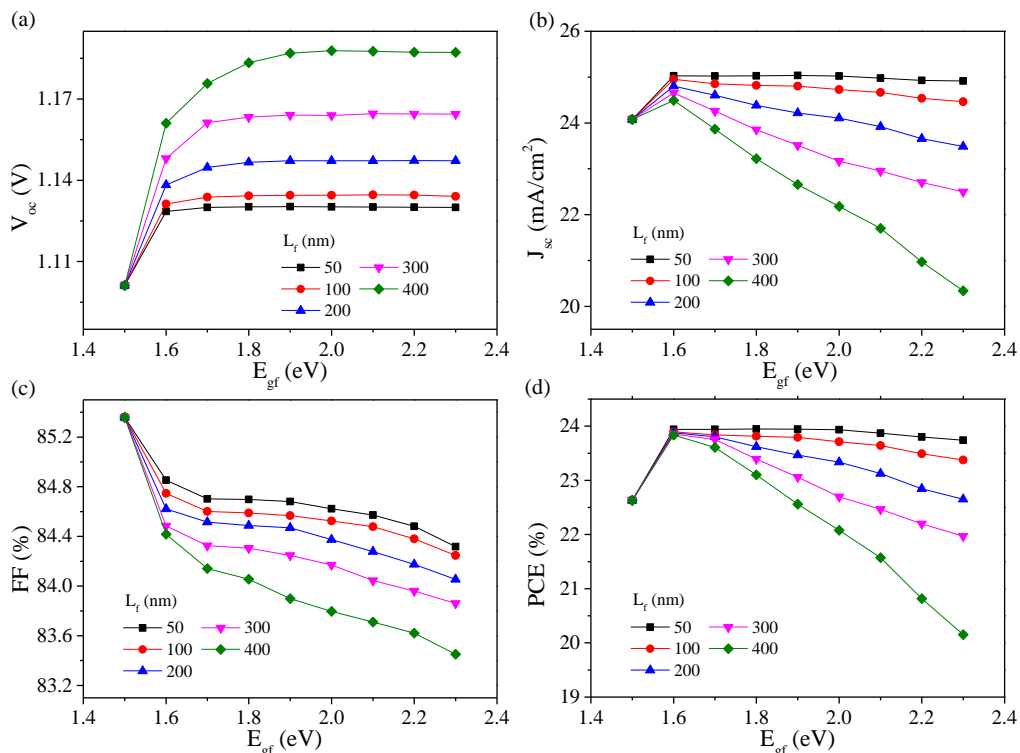 (a)
V_oc (V)
1.17
1.14
1.11
1.4 1.6 1.8 2.0 2.2 2.4
E_gf (eV)
L_f (nm)
50 300
100 400
200
(b)
J_sc (mA/cm²)
26
24
22
20
1.4 1.6 1.8 2.0 2.2 2.4
E_gf (eV)
L_f (nm)
50 300
100 400
200
(c)
FF (%)
85.2
84.8
84.4
84.0
83.6
83.2
1.4 1.6 1.8 2.0 2.2 2.4
E_gf (eV)
L_f (nm)
50 300
100 400
200
(d)
PCE (%)
24
23
22
21
20
19
1.4 1.6 1.8 2.0 2.2 2.4
E_gf (eV)
L_f (nm)
50 300
100 400
200